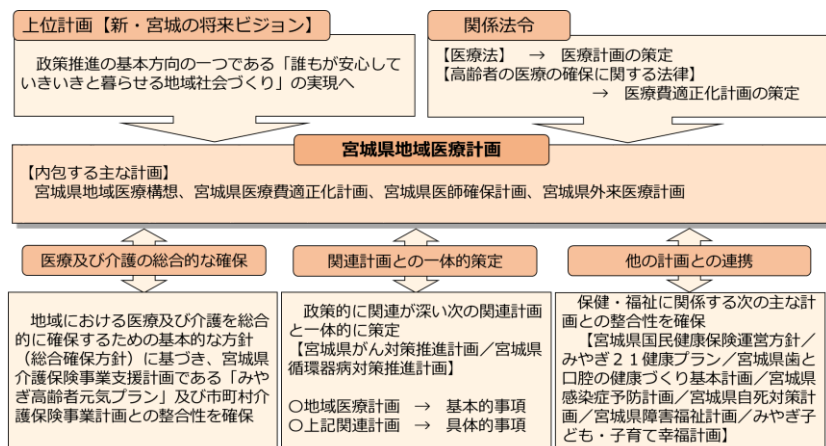 上位計画【新・宮城の将来ビジョン】
政策推進の基本方向の一つである「誰もが安心して
いきいきと暮らせる地域社会づくり」の実現へ
関係法令
【医療法】 → 医療計画の策定
【高齢者の医療の確保に関する法律】
→ 医療費適正化計画の策定
宮城県地域医療計画
【内包する主な計画】
宮城県地域医療構想、宮城県医療費適正化計画、宮城県医師確保計画、宮城県外来医療計画
医療及び介護の総合的な確保
地域における医療及び介護を総合
的に確保するための基本的な方針
（総合確保方針）に基づき、宮城県
介護保険事業支援計画である「みや
ぎ高齢者元気プラン」及び市町村介
護保険事業計画との整合性を確保
関連計画との一体的策定
政策的に関連が深い次の関連計画
と一体的に策定
【宮城県がん対策推進計画／宮城県
循環器病対策推進計画】
○地域医療計画 → 基本的事項
○上記関連計画 → 具体的事項
他の計画との連携
保健・福祉に関係する次の主な計
画との整合性を確保
【宮城県国民健康保険運営方針／
みやぎ２１健康プラン／宮城県歯と
口腔の健康づくり基本計画／宮城県
感染症予防計画／宮城県自死対策計
画／宮城県障害福祉計画／みやぎ子
ども・子育て幸福計画】